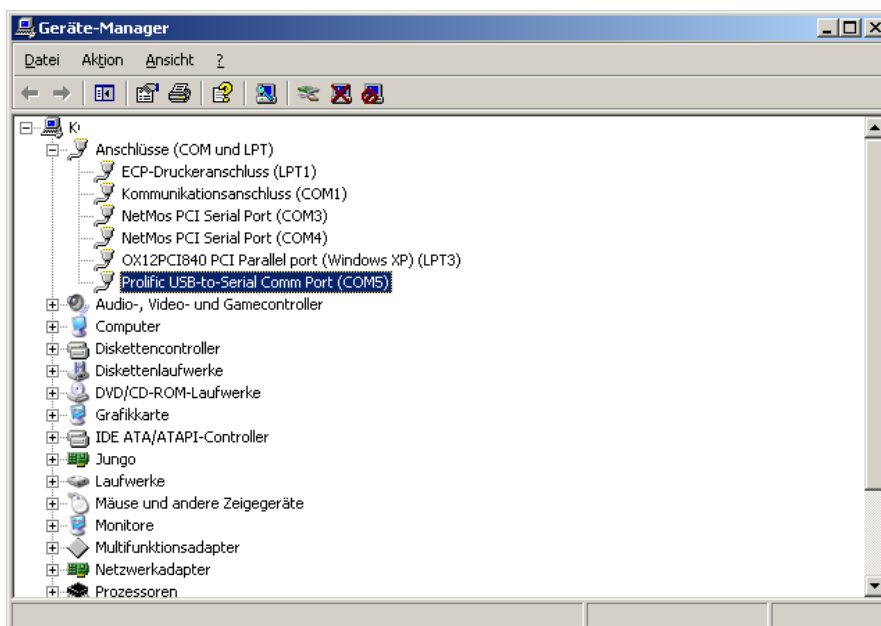 Geräte-Manager
Datei Aktion Ansicht ?
Anschlüsse (COM und LPT)
ECP-Druckeranschluss (LPT1)
Kommunikationsanschluss (COM1)
NetMos PCI Serial Port (COM3)
NetMos PCI Serial Port (COM4)
OX12PCI840 PCI Parallel port (Windows XP) (LPT3)
Prolific USB-to-Serial Comm Port (COM5)
Audio-, Video- und Gamecontroller
Computer
Diskettencontroller
Diskettenlaufwerke
DVD/CD-ROM-Laufwerke
Grafikkarte
IDE ATA/ATAPI-Controller
Jungo
Laufwerke
Mäuse und andere Zeigegeräte
Monitore
Multifunktionsadapter
Netzwerkadapter
Prozessoren